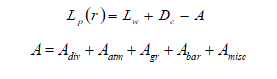 L_p(r) = L_w + D_c − A
A = A_div + A_atm + A_gr + A_bar + A_misc